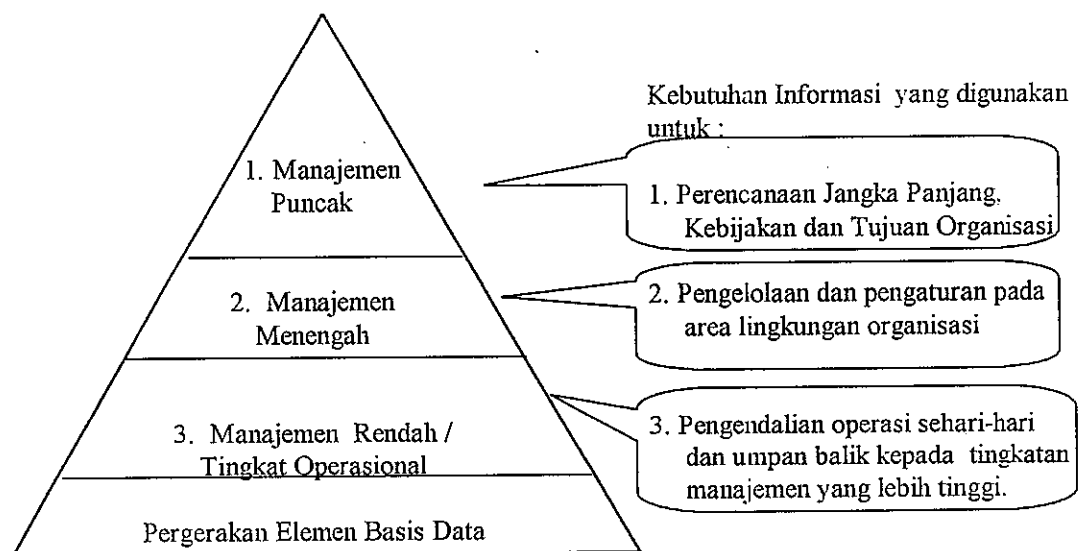 Kebutuhan Informasi yang digunakan
untuk :
1. Manajemen
Puncak
1. Perencanaan Jangka Panjang,
Kebijakan dan Tujuan Organisasi
2. Manajemen
Menengah
2. Pengelolaan dan pengaturan pada
area lingkungan organisasi
3. Manajemen Rendah /
Tingkat Operasional
3. Pengendalian operasi sehari-hari
dan umpan balik kepada tingkatan
manajemen yang lebih tinggi.
Pergerakan Elemen Basis Data